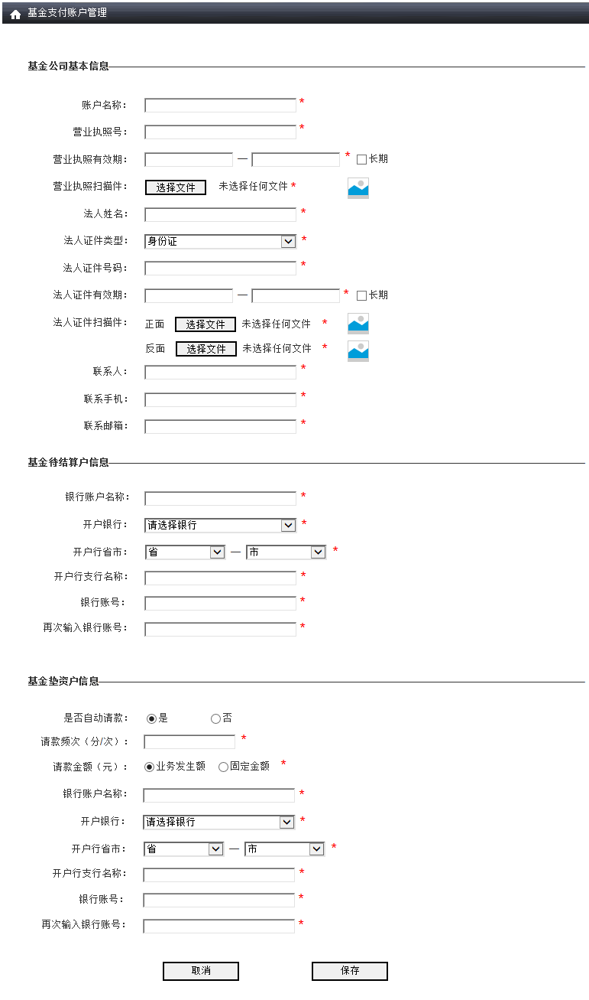 基金支付账户管理
基金公司基本信息
账户名称： *
营业执照号： *
营业执照有效期： — * 长期
营业执照扫描件： 选择文件 未选择任何文件 *
法人姓名： *
法人证件类型： 身份证 *
法人证件号码： *
法人证件有效期： — * 长期
法人证件扫描件： 正面 选择文件 未选择任何文件 *
反面 选择文件 未选择任何文件 *
联系人： *
联系手机： *
联系邮箱： *
基金待结算户信息
银行账户名称： *
开户银行： 请选择银行 *
开户行省市： 省 — 市 *
开户行支行名称： *
银行账号： *
再次输入银行账号： *
基金垫资户信息
是否自动请款： 是 否
请款频次（分/次）： *
请款金额（元）： 业务发生额 固定金额 *
银行账户名称： *
开户银行： 请选择银行 *
开户行省市： 省 — 市 *
开户行支行名称： *
银行账号： *
再次输入银行账号： *
取消 保存